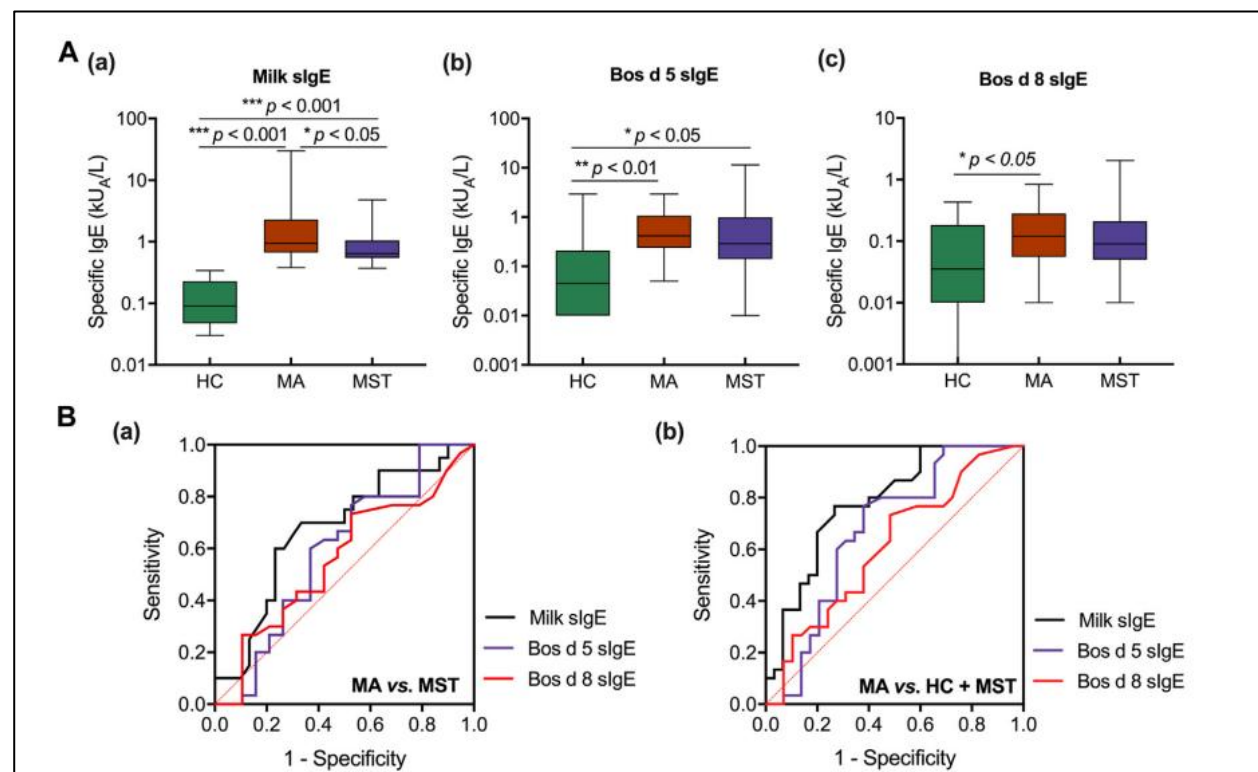 A
(a)
Milk sIgE
*** p < 0.001
*** p < 0.001
* p < 0.05
Specific IgE (kUA/L)
100
10
1
0.1
0.01
HC
MA
MST
(b)
Bos d 5 sIgE
* p < 0.05
** p < 0.01
Specific IgE (kUA/L)
100
10
1
0.1
0.01
0.001
HC
MA
MST
(c)
Bos d 8 sIgE
* p < 0.05
Specific IgE (kUA/L)
10
1
0.1
0.01
0.001
HC
MA
MST
B
(a)
Sensitivity
1.0
0.8
0.6
0.4
0.2
0.0
MA vs. MST
0.0 0.2 0.4 0.6 0.8 1.0
1 - Specificity
Milk sIgE
Bos d 5 sIgE
Bos d 8 sIgE
(b)
Sensitivity
1.0
0.8
0.6
0.4
0.2
0.0
MA vs. HC + MST
0.0 0.2 0.4 0.6 0.8 1.0
1 - Specificity
Milk sIgE
Bos d 5 sIgE
Bos d 8 sIgE